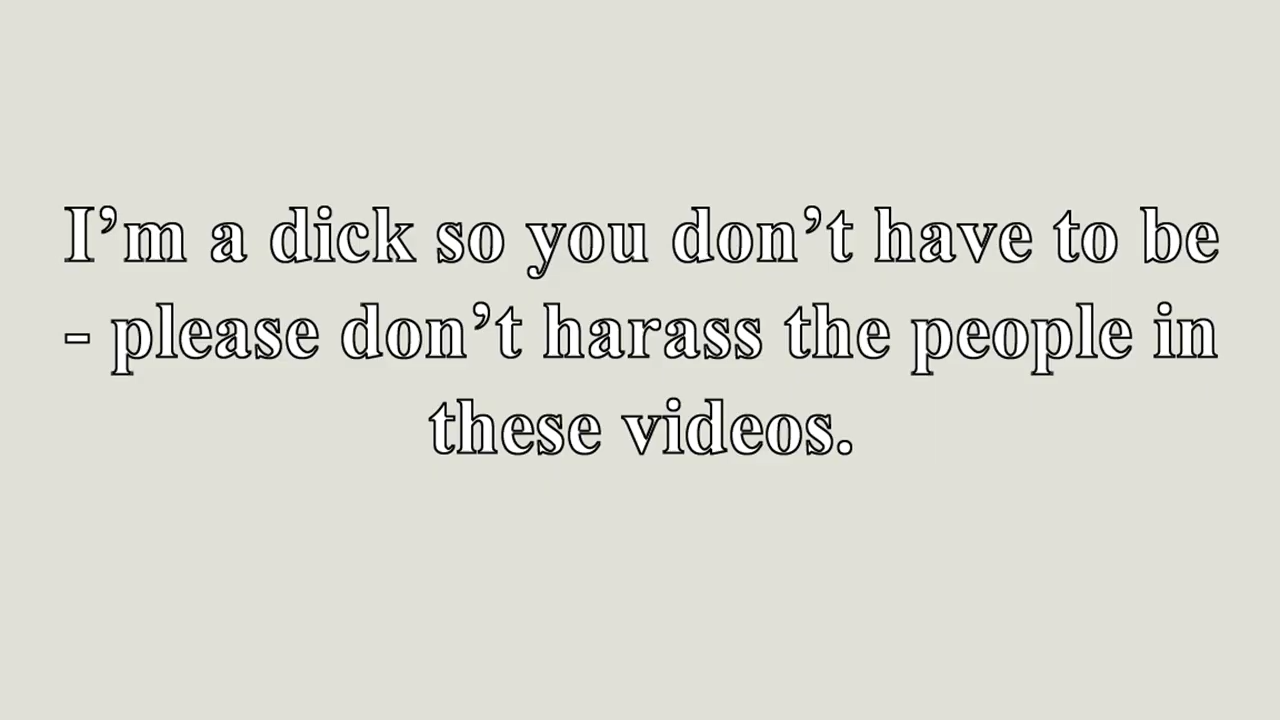 I’m a dick so you don’t have to be
- please don’t harass the people in
these videos.